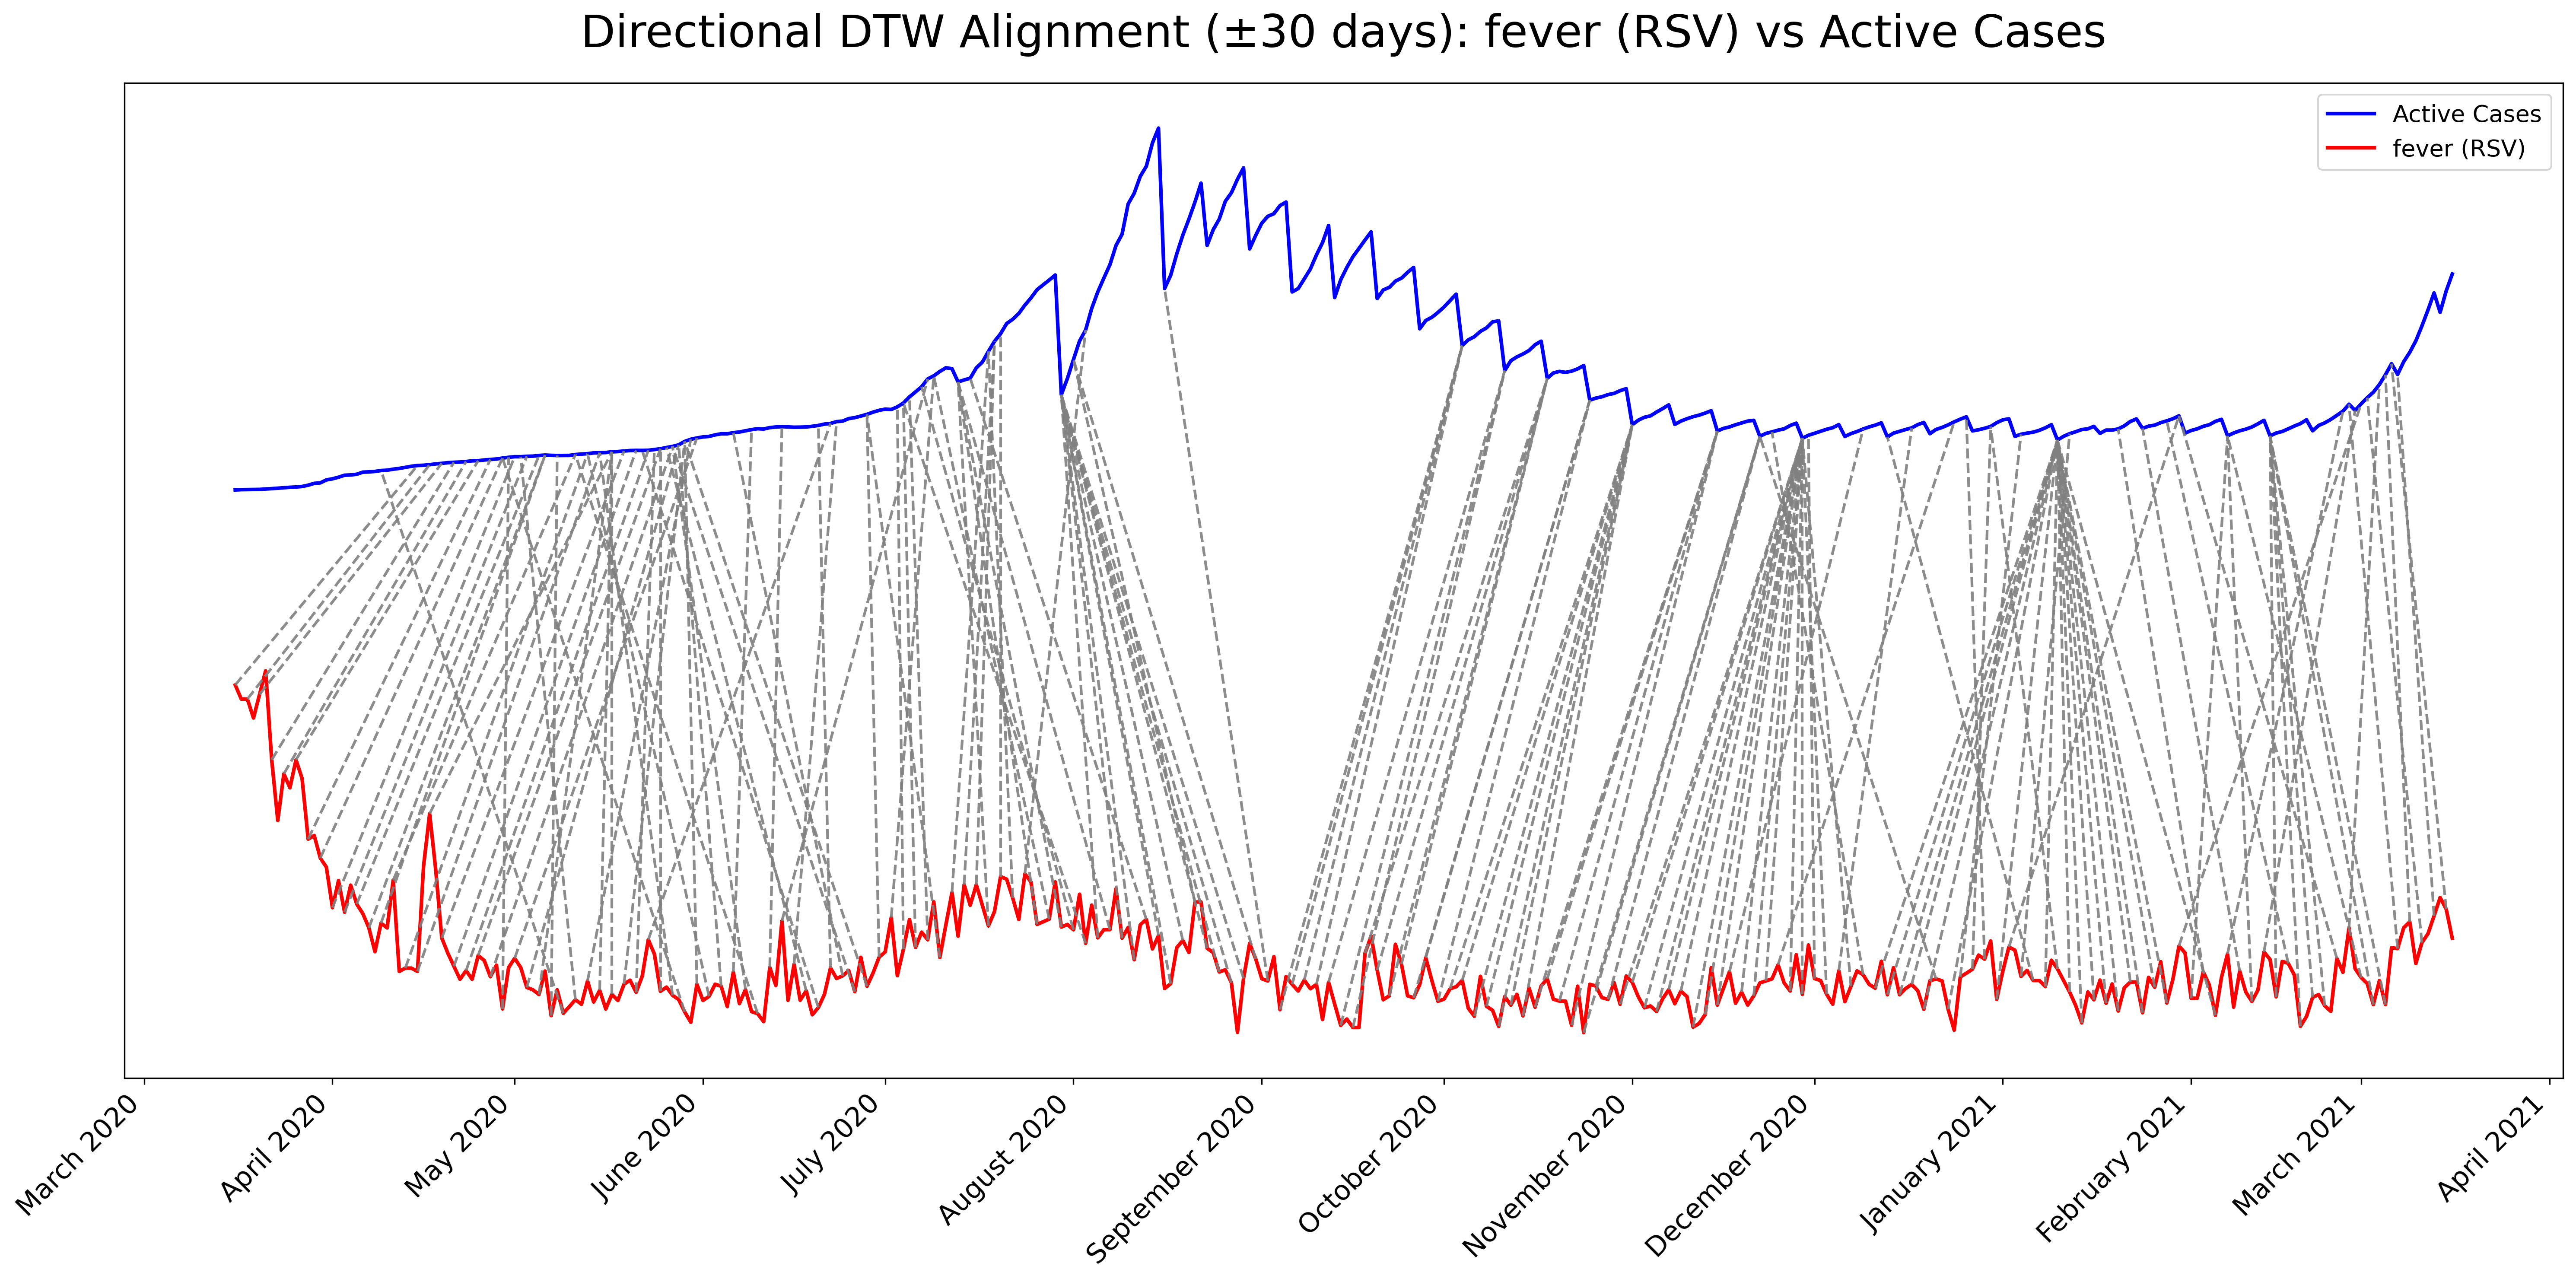 Directional DTW Alignment (±30 days): fever (RSV) vs Active Cases
Active Cases
fever (RSV)
March 2020
April 2020
May 2020
June 2020
July 2020
August 2020
September 2020
October 2020
November 2020
December 2020
January 2021
February 2021
March 2021
April 2021